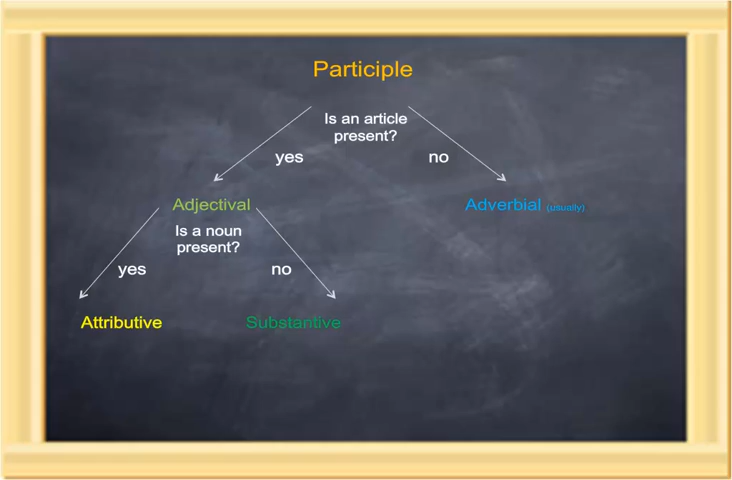 Participle
Is an article
present?
yes
no
Adjectival
Adverbial (usually)
Is a noun
present?
yes
no
Attributive
Substantive